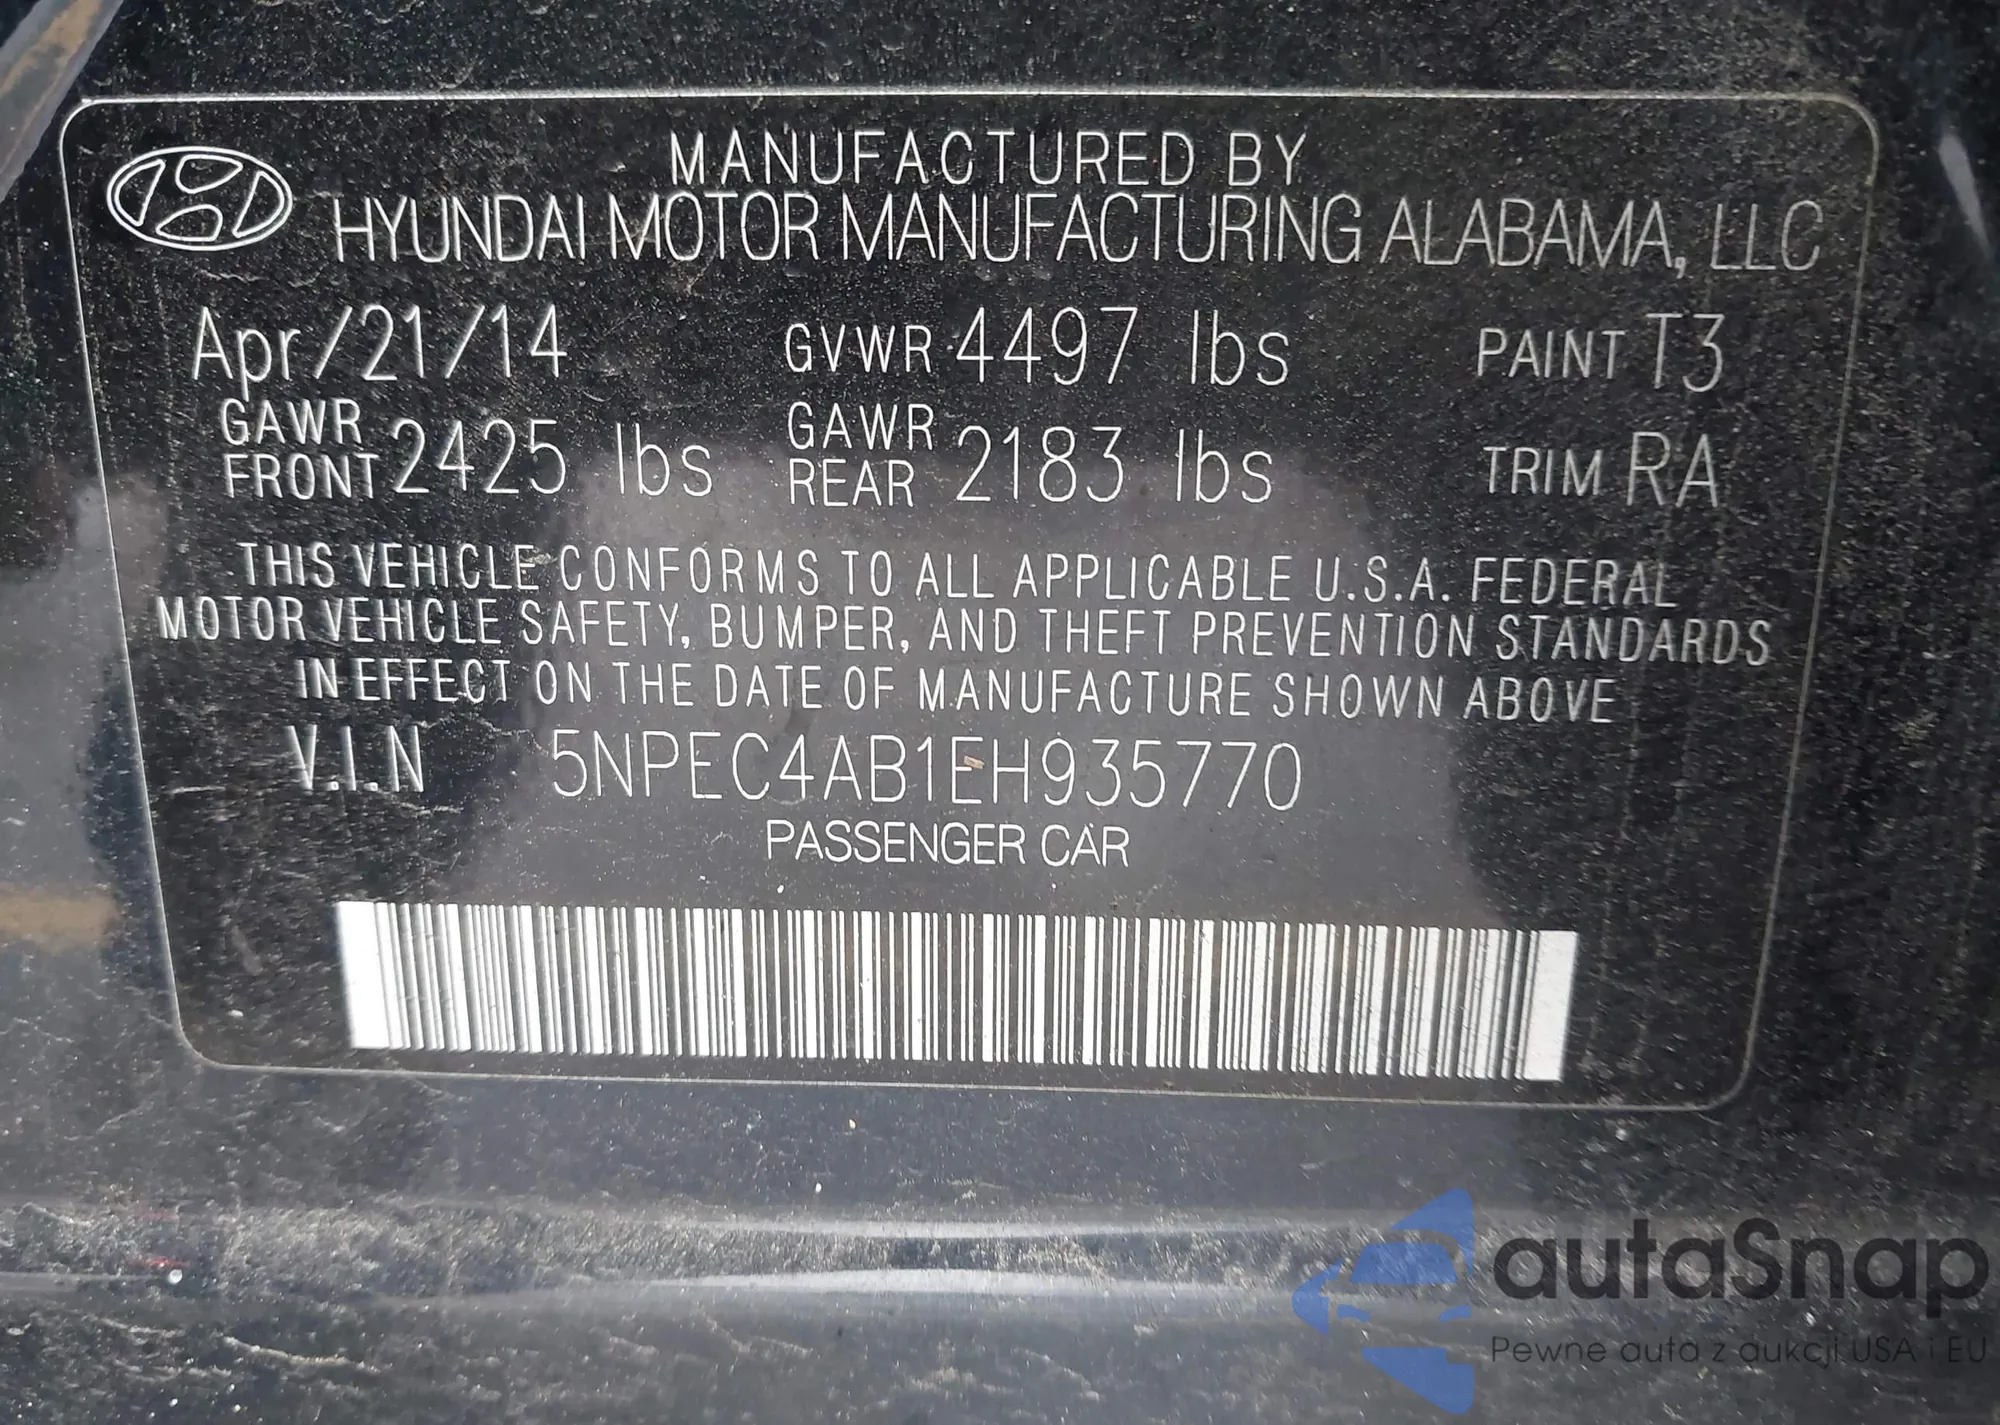 MANUFACTURED BY
HYUNDAI MOTOR MANUFACTURING ALABAMA, LLC
Apr/21/14 GVWR 4497 lbs PAINT T3
GAWR FRONT 2425 lbs GAWR REAR 2183 lbs TRIM RA
THIS VEHICLE CONFORMS TO ALL APPLICABLE U.S.A. FEDERAL
MOTOR VEHICLE SAFETY, BUMPER, AND THEFT PREVENTION STANDARDS
IN EFFECT ON THE DATE OF MANUFACTURE SHOWN ABOVE
V.I.N 5NPEC4AB1EH935770
PASSENGER CAR
autaSnap
Pewne auta z aukcji USA i EU